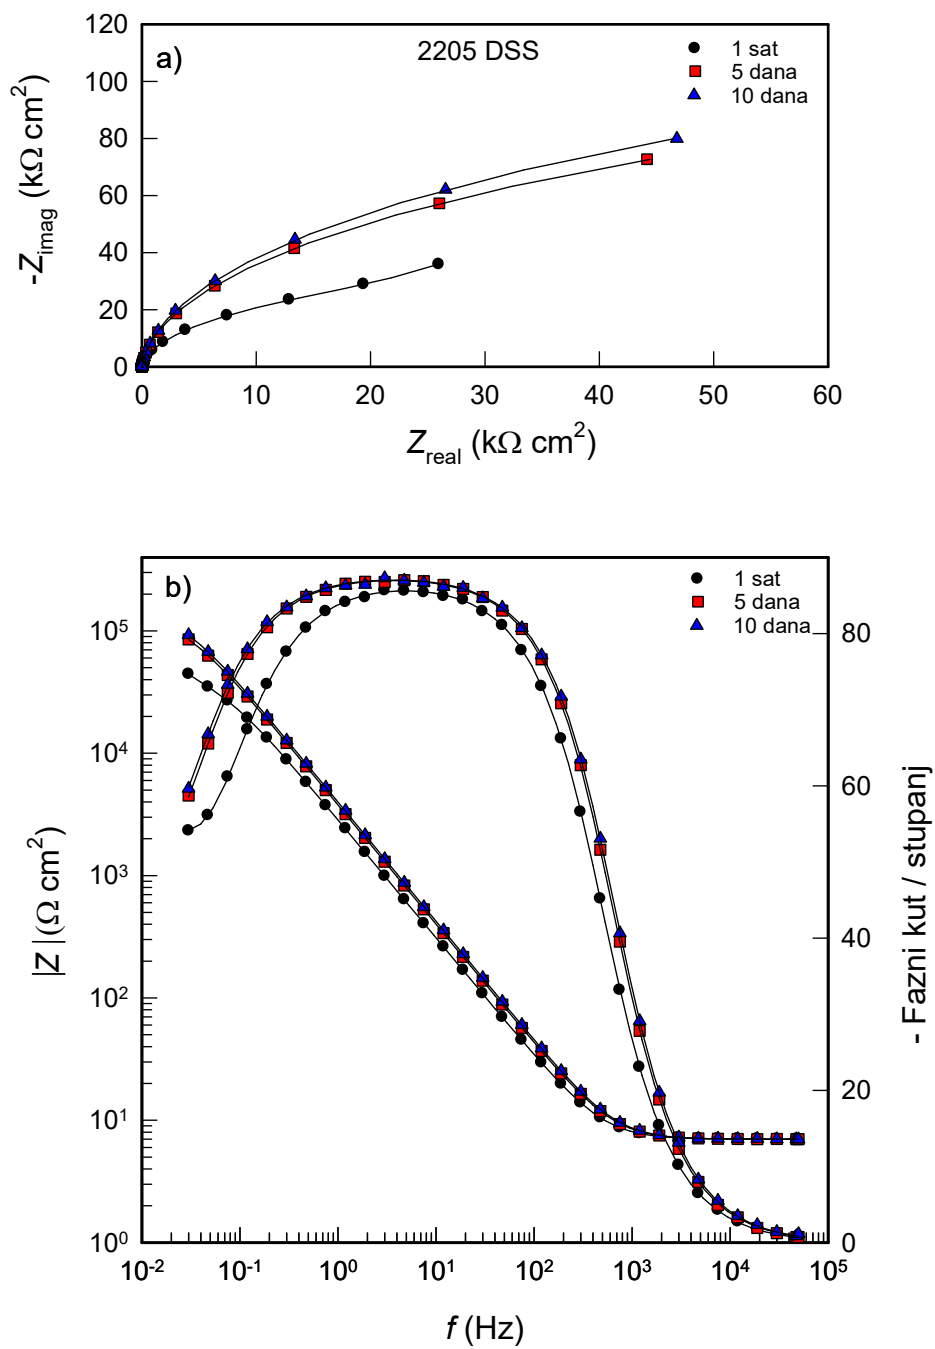 120
100
80
60
40
20
0
-Z_imag (kΩ cm²)
a)
2205 DSS
1 sat
5 dana
10 dana
0 10 20 30 40 50 60
Z_real (kΩ cm²)
b)
1 sat
5 dana
10 dana
10⁵
10⁴
10³
10²
10¹
10⁰
|Z|(Ω cm²)
80
60
40
20
0
- Fazni kut / stupanj
10⁻² 10⁻¹ 10⁰ 10¹ 10² 10³ 10⁴ 10⁵
f (Hz)